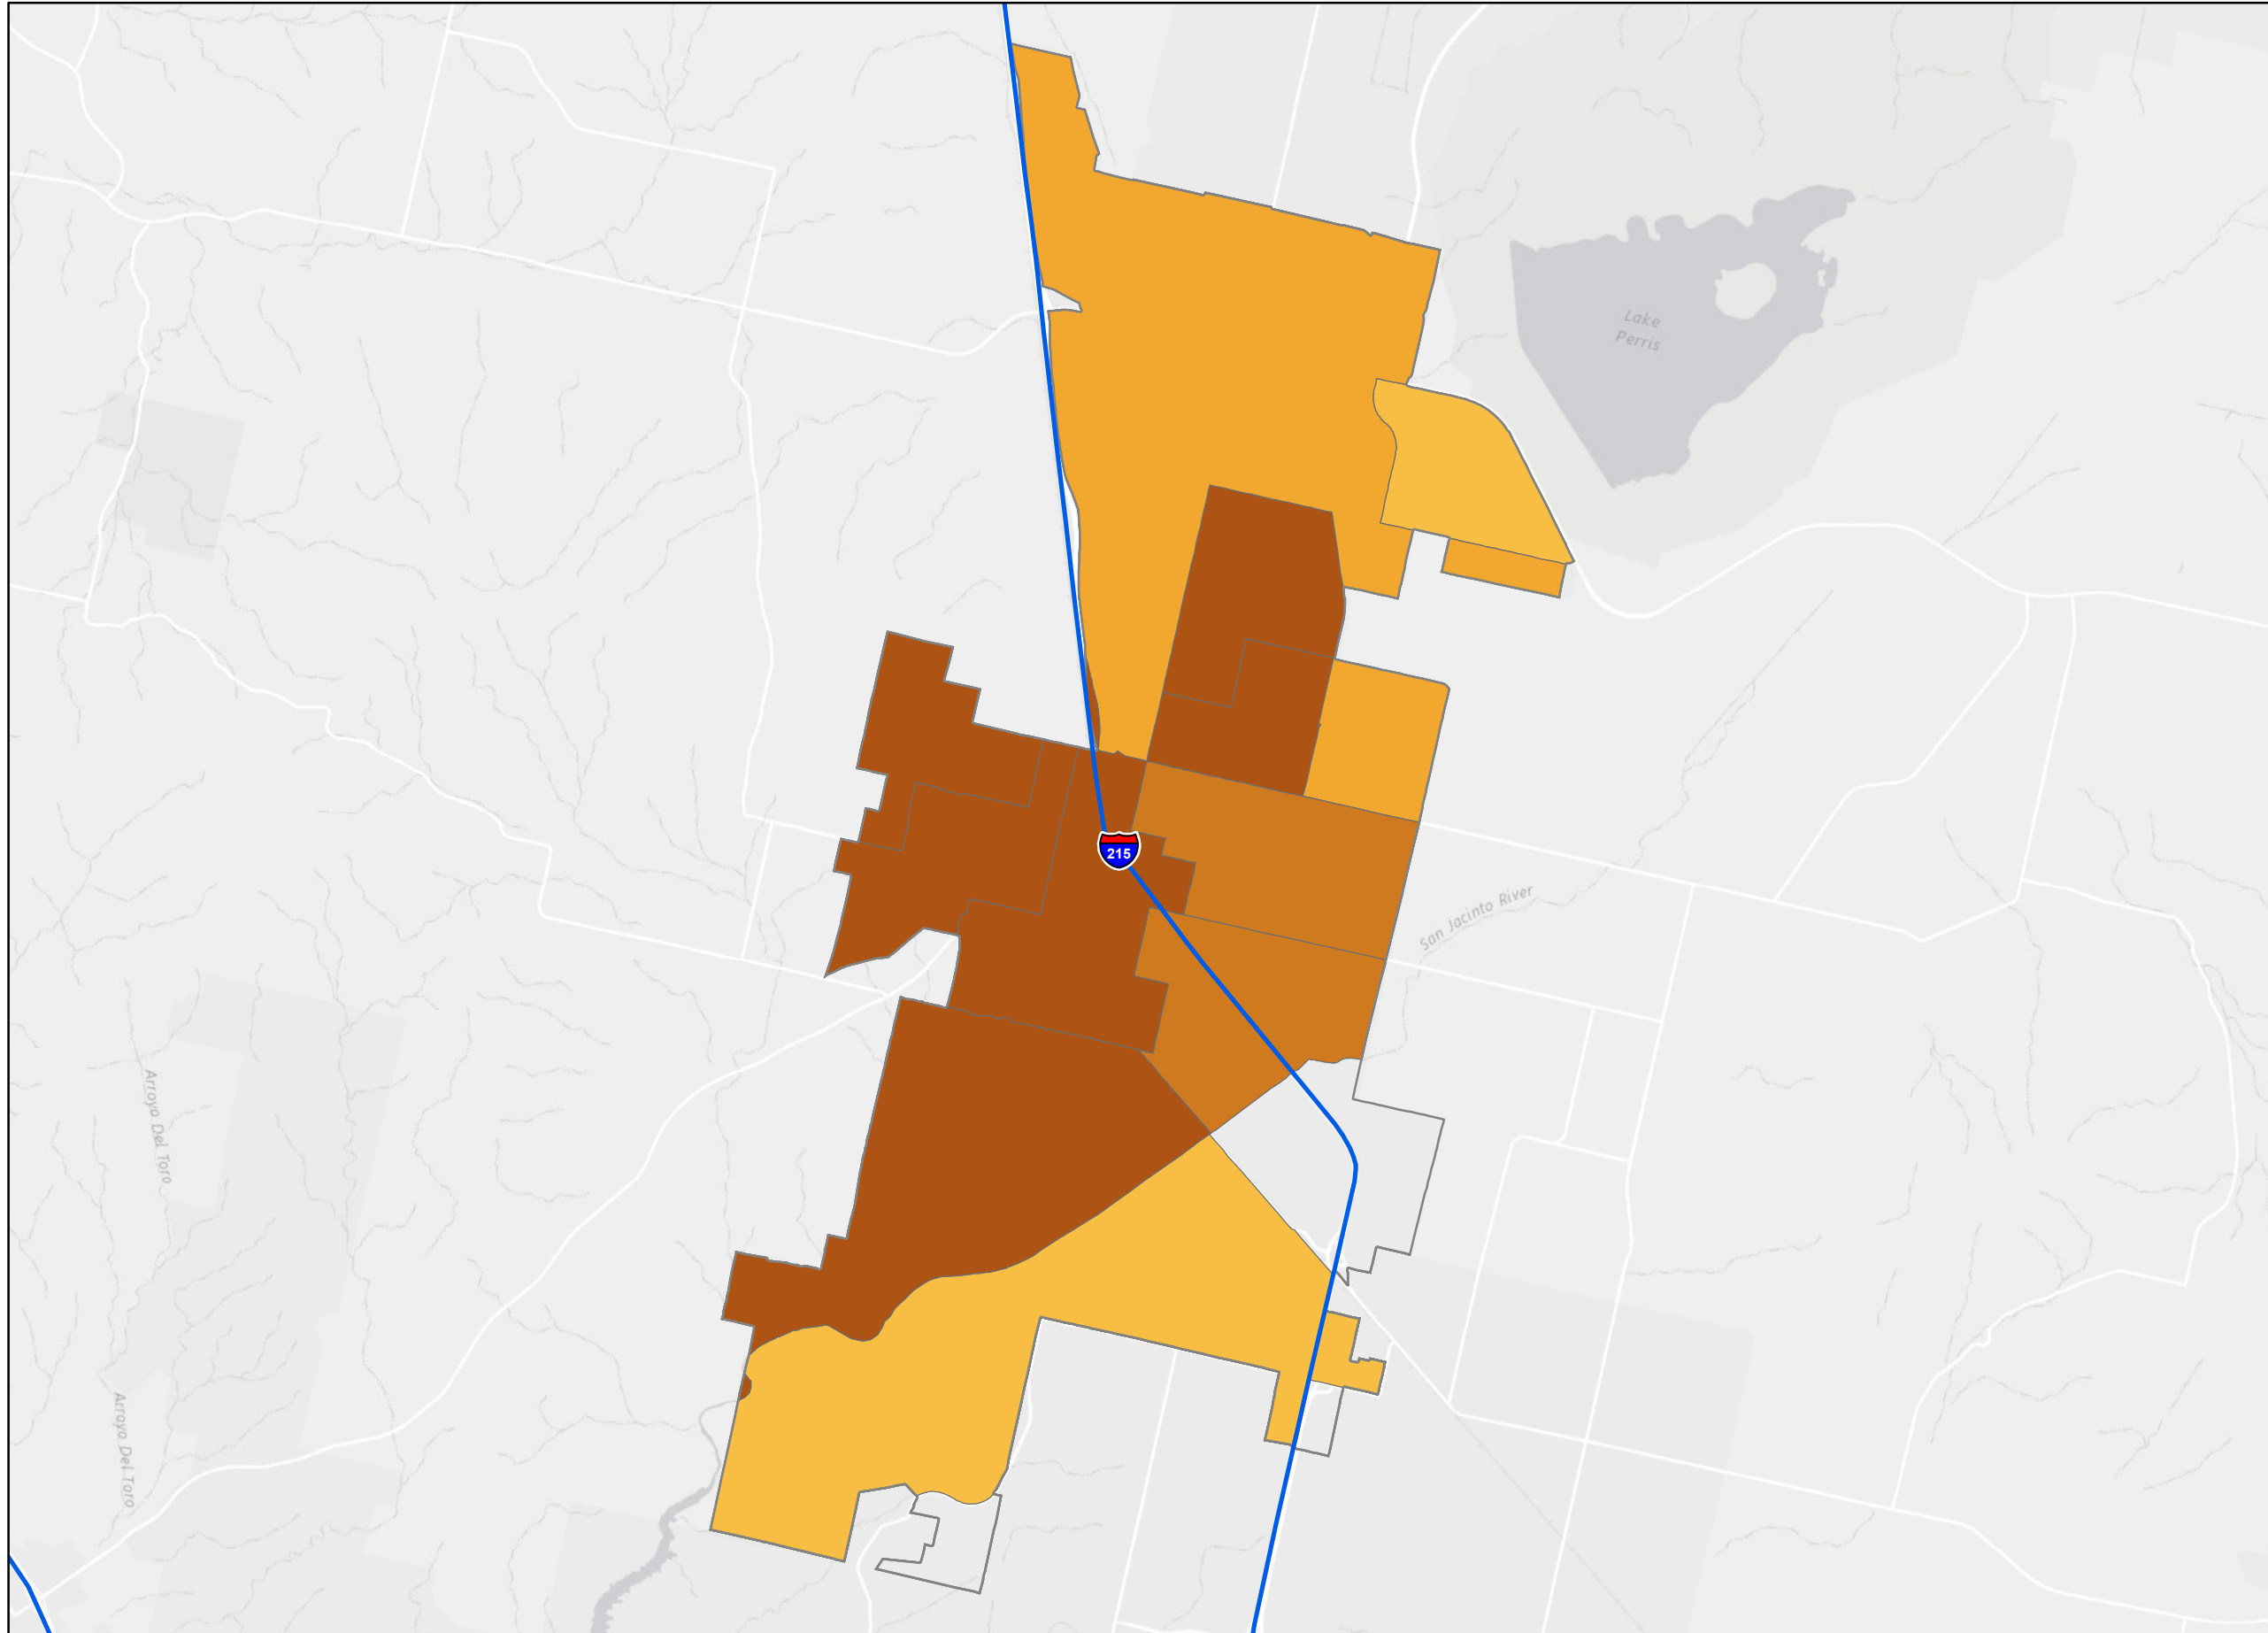 Lake
Perris
215
San Jacinto River
Arroyo Del Toro
Arroyo Del Toro